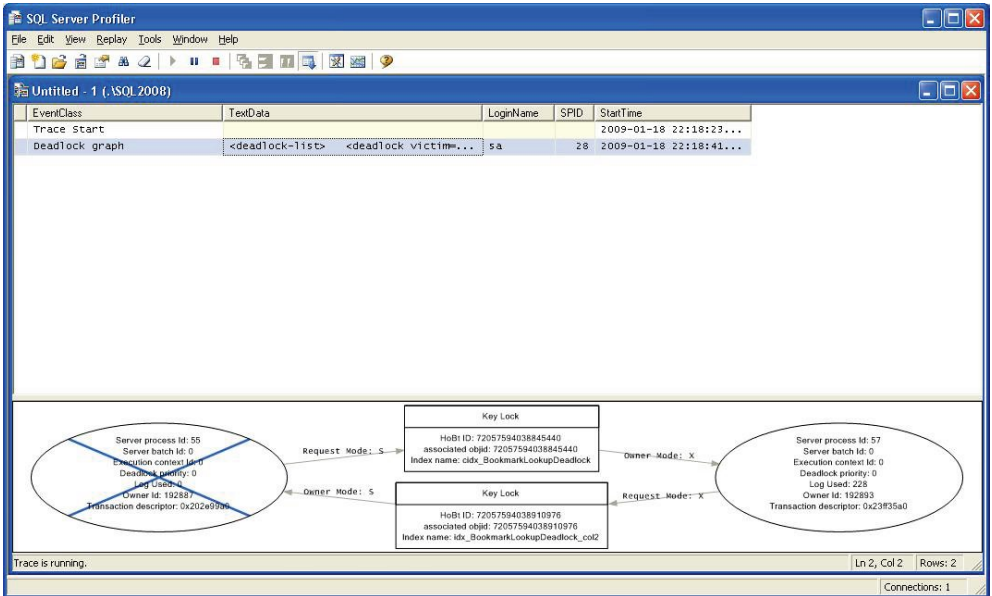 SQL Server Profiler
File Edit View Replay Tools Window Help
Untitled - 1 (.\SQL2008)
EventClass TextData LoginName SPID StartTime
Trace Start 2009-01-18 22:18:23...
Deadlock graph <deadlock-list> <deadlock victim=... sa 28 2009-01-18 22:18:41...
Server process Id: 55
Server batch Id: 0
Execution context Id: 0
Deadlock priority: 0
Log Used: 0
Owner Id: 192887
Transaction descriptor: 0x202e99a0
Request Mode: S
Owner Mode: S
Key Lock
HoBt ID: 72057594038845440
associated objid: 72057594038845440
Index name: cidx_BookmarkLookupDeadlock
Key Lock
HoBt ID: 72057594038910976
associated objid: 72057594038910976
Index name: idx_BookmarkLookupDeadlock_col2
Owner Mode: X
Request Mode: X
Server process Id: 57
Server batch Id: 0
Execution context Id: 0
Deadlock priority: 0
Log Used: 228
Owner Id: 192893
Transaction descriptor: 0x23ff35a0
Trace is running.
Ln 2, Col 2 Rows: 2
Connections: 1